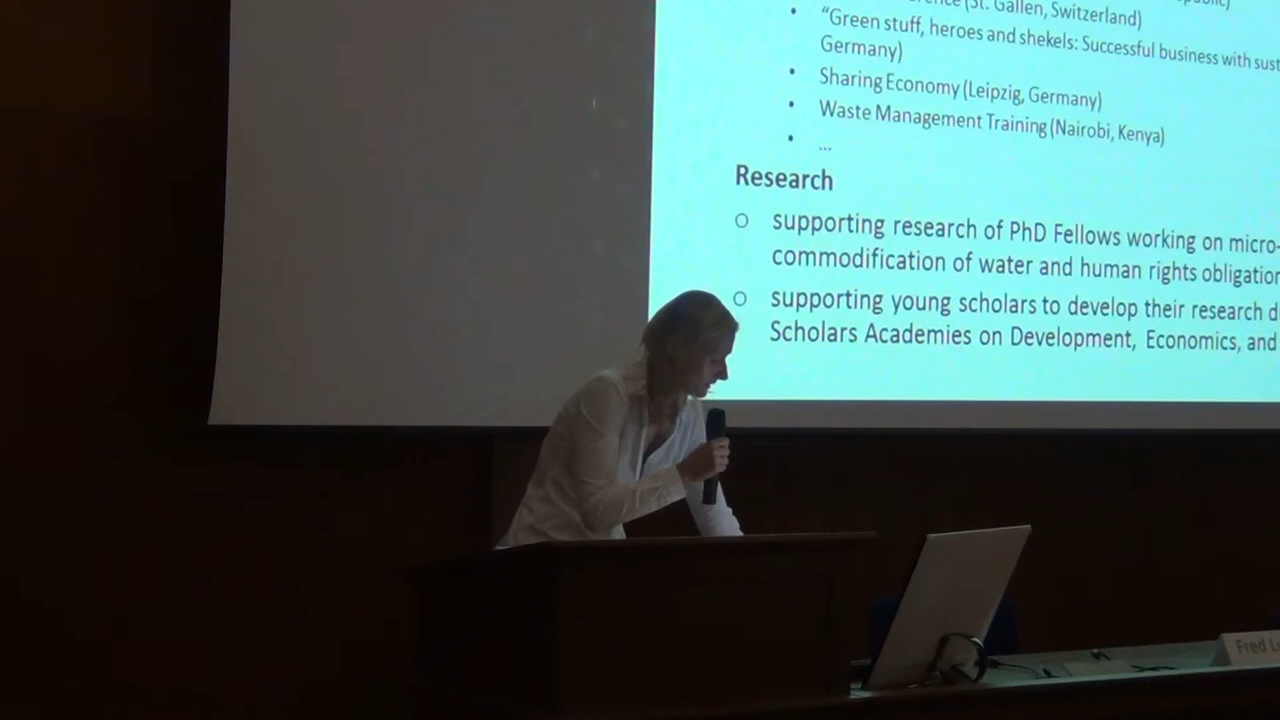 (St. Gallen, Switzerland)
• “Green stuff, heroes and shekels: Successful business with sust
Germany)
• Sharing Economy (Leipzig, Germany)
• Waste Management Training (Nairobi, Kenya)
• ...
Research
○ supporting research of PhD Fellows working on micro-
commodification of water and human rights obligation
○ supporting young scholars to develop their research d
Scholars Academies on Development, Economics, and
Fred